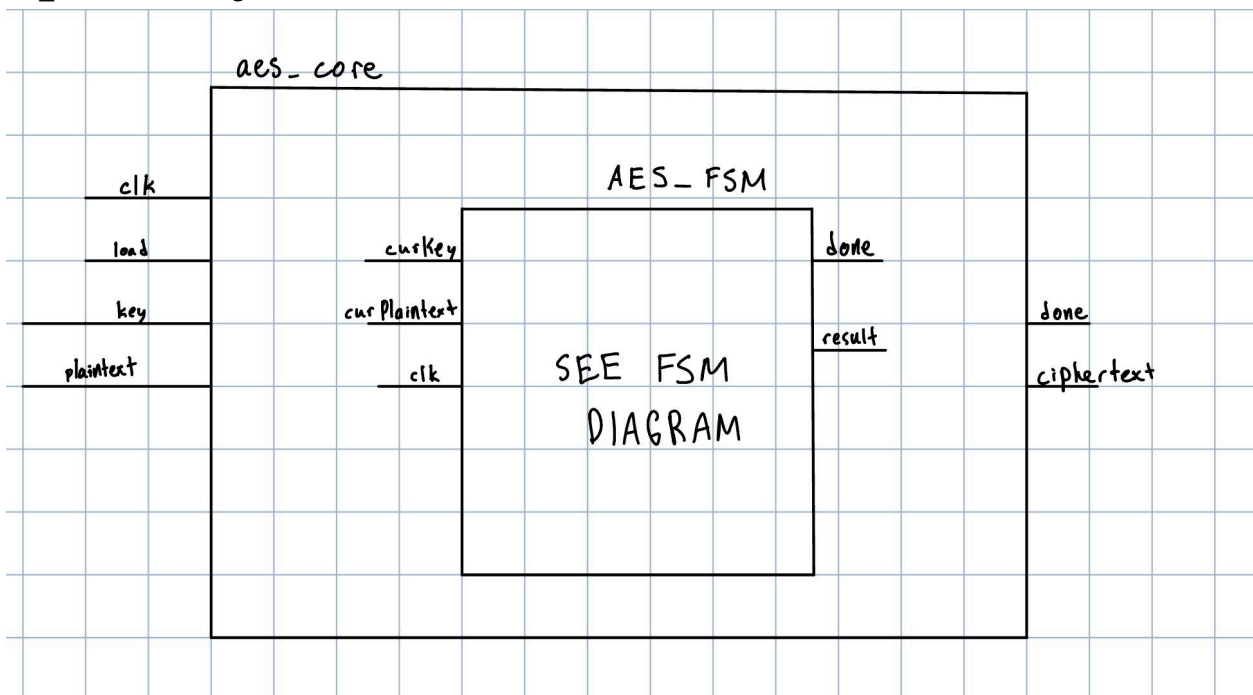 aes_core
clk
load
key
plaintext
AES_FSM
curKey
curPlaintext
clk
SEE FSM
DIAGRAM
done
result
done
ciphertext